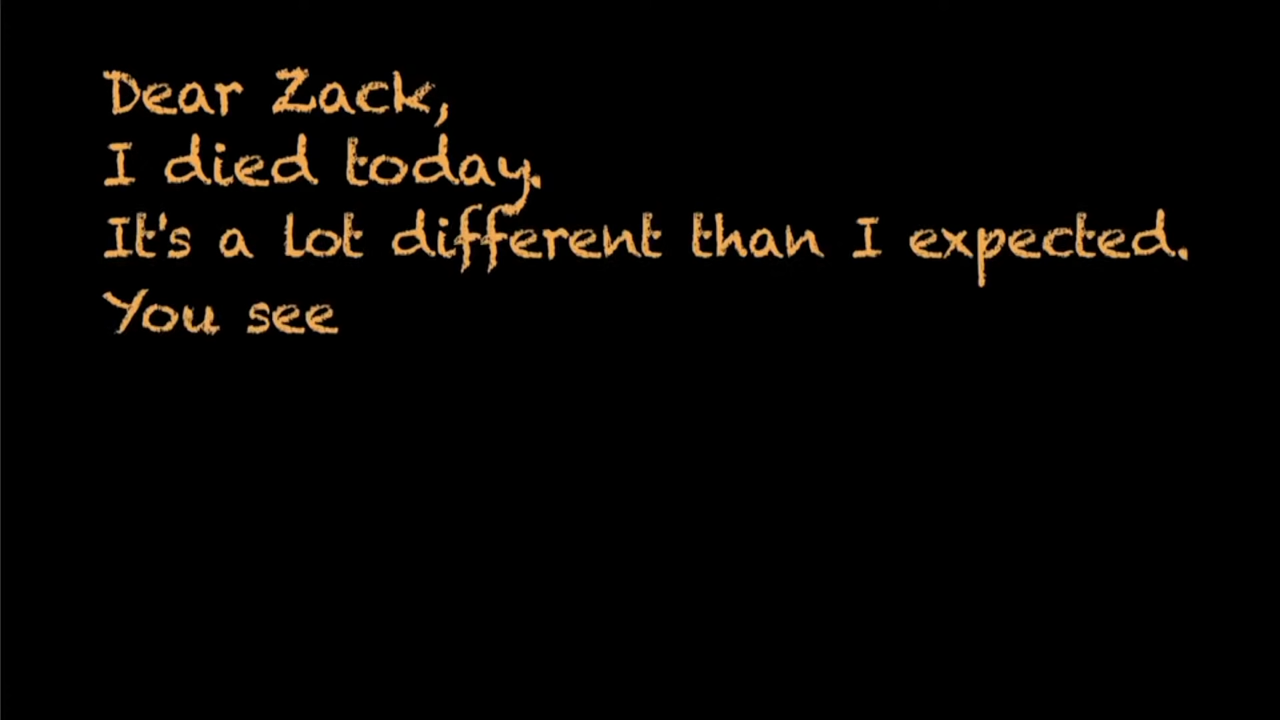 Dear Zack,
I died today.
It's a lot different than I expected.
You see